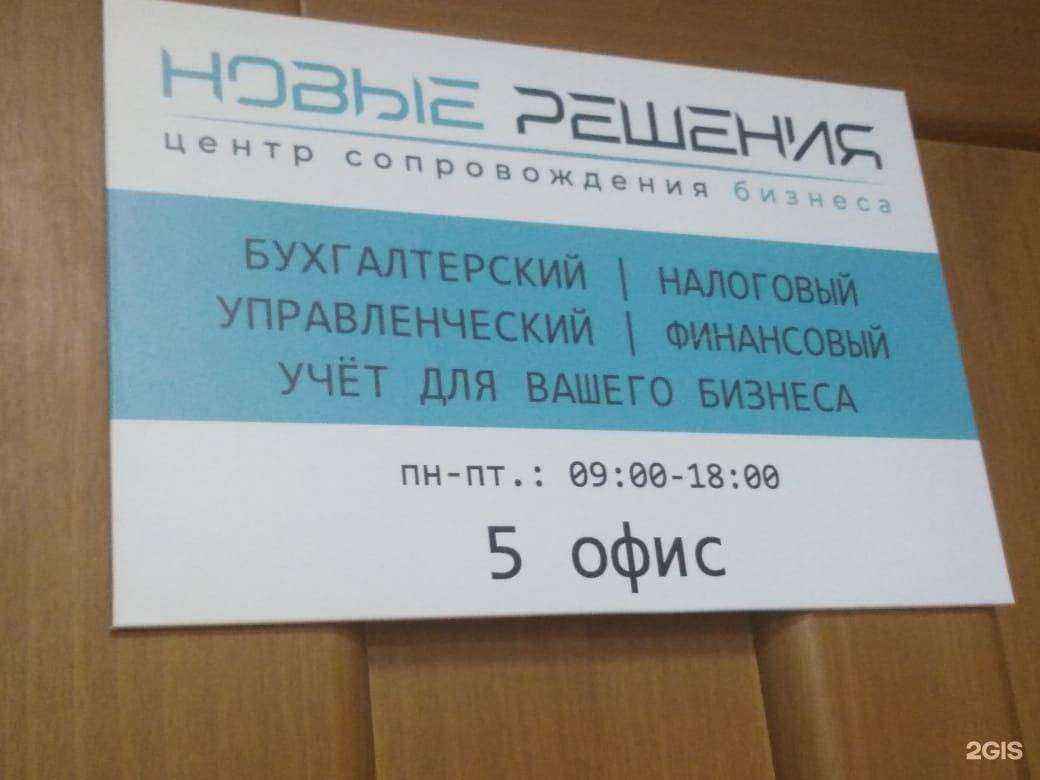 НОВЫЕ РЕШЕНИЯ
центр сопровождения бизнеса
БУХГАЛТЕРСКИЙ | НАЛОГОВЫЙ
УПРАВЛЕНЧЕСКИЙ | ФИНАНСОВЫЙ
УЧЁТ ДЛЯ ВАШЕГО БИЗНЕСА
пн-пт.: 09:00-18:00
5 офис
2GIS